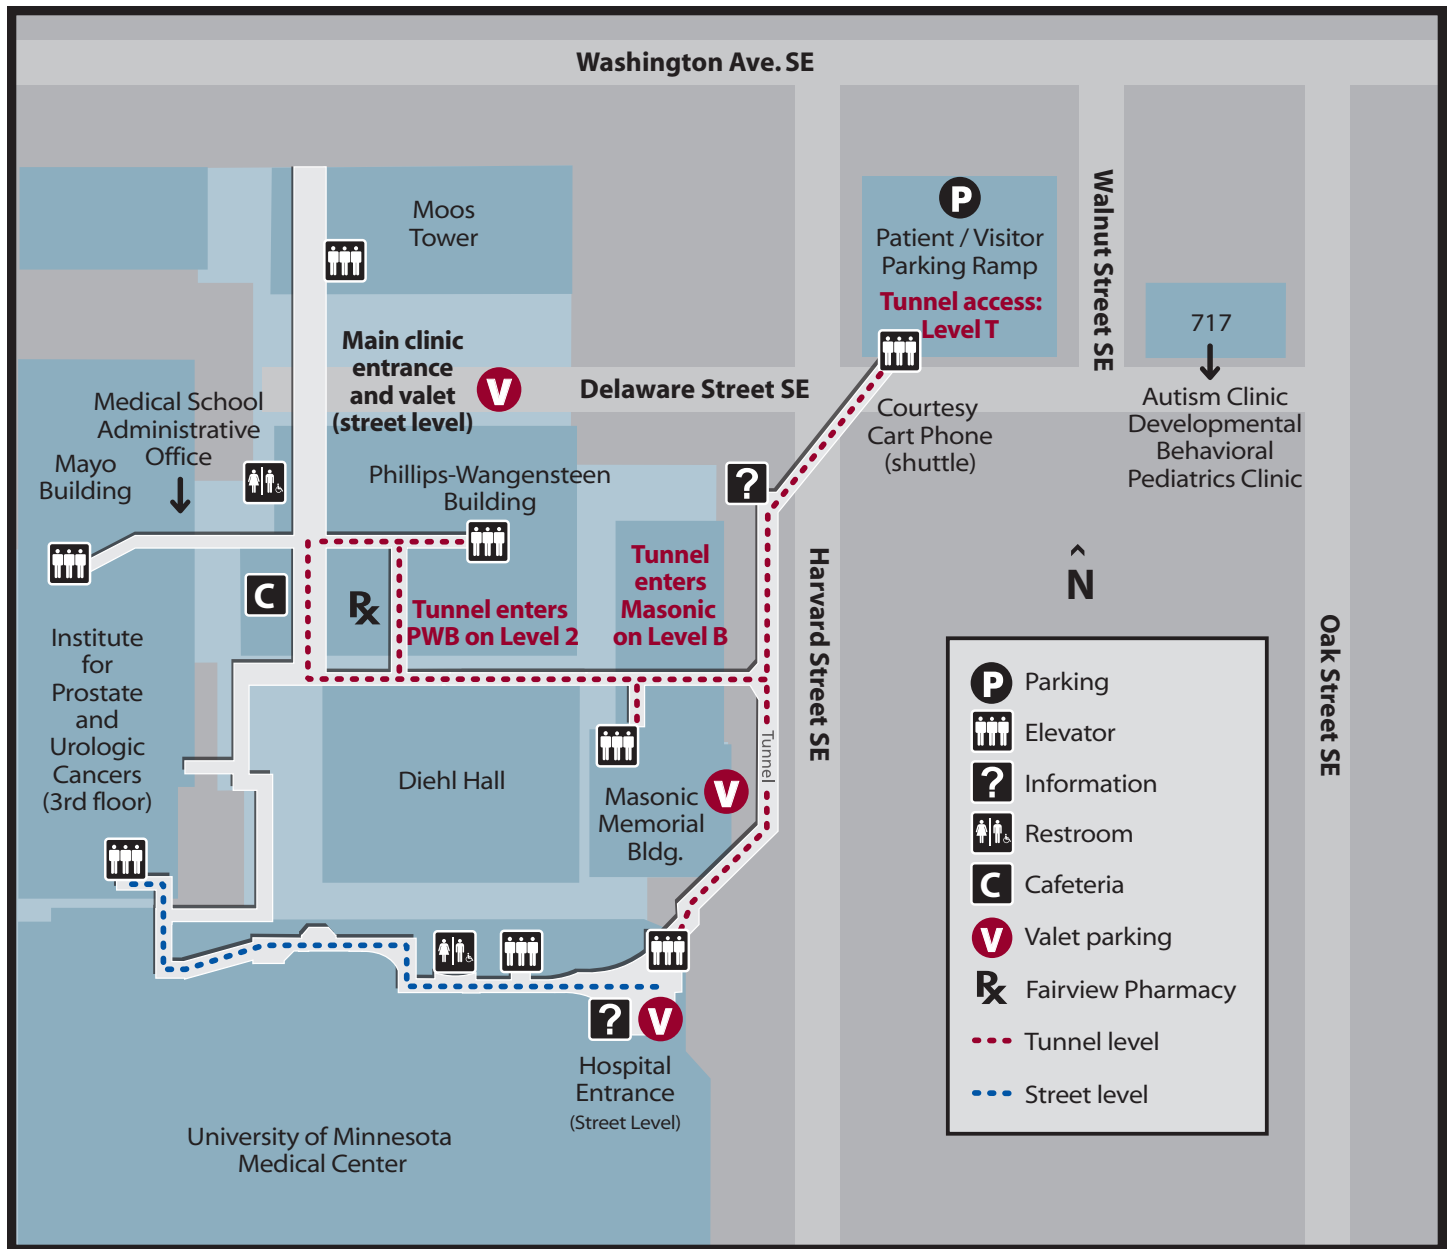 Washington Ave. SE
Moos
Tower
P
Patient / Visitor
Parking Ramp
Tunnel access:
Level T
Walnut Street SE
717
Autism Clinic
Developmental
Behavioral
Pediatrics Clinic
Main clinic
entrance
and valet
(street level)
V
Delaware Street SE
Courtesy
Cart Phone
(shuttle)
Medical School
Administrative
Office
Mayo
Building
Phillips-Wangensteen
Building
?
C
Rx
Tunnel enters
PWB on Level 2
Tunnel
enters
Masonic
on Level B
Harvard Street SE
N
Oak Street SE
Institute
for
Prostate
and
Urologic
Cancers
(3rd floor)
Diehl Hall
Tunnel
Masonic
Memorial
Bldg.
V
?
V
Hospital
Entrance
(Street Level)
University of Minnesota
Medical Center
P Parking
Elevator
? Information
Restroom
C Cafeteria
V Valet parking
Rx Fairview Pharmacy
Tunnel level
Street level